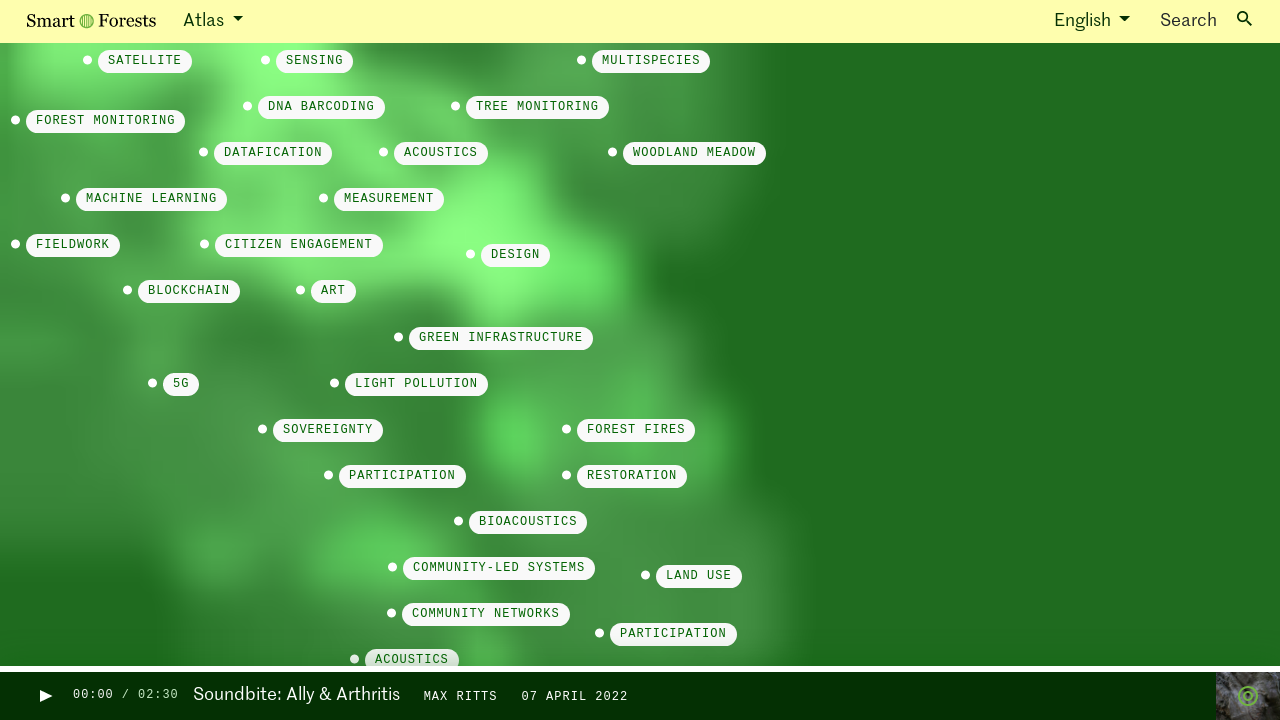 Smart Forests Atlas English Search
SATELLITE SENSING MULTISPECIES
DNA BARCODING TREE MONITORING
FOREST MONITORING
DATAFICATION ACOUSTICS WOODLAND MEADOW
MACHINE LEARNING MEASUREMENT
FIELDWORK CITIZEN ENGAGEMENT
DESIGN
BLOCKCHAIN ART
GREEN INFRASTRUCTURE
5G LIGHT POLLUTION
SOVEREIGNTY FOREST FIRES
PARTICIPATION RESTORATION
BIOACOUSTICS
COMMUNITY-LED SYSTEMS
LAND USE
COMMUNITY NETWORKS
PARTICIPATION
ACOUSTICS
00:00 / 02:30 Soundbite: Ally & Arthritis MAX RITTS 07 APRIL 2022